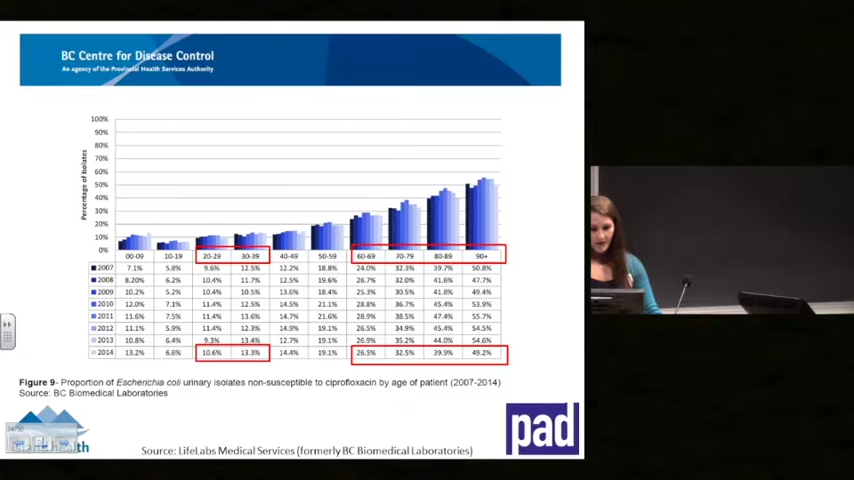 BC Centre for Disease Control
An agency of the Provincial Health Services Authority
Percentage of Isolates
100%
90%
80%
70%
60%
50%
40%
30%
20%
10%
0%
00-09 10-19 20-29 30-39 40-49 50-59 60-69 70-79 80-89 90+
2007 7.1% 5.8% 9.6% 12.5% 12.2% 18.8% 24.0% 32.3% 39.7% 50.8%
2008 8.20% 6.2% 10.4% 11.7% 12.5% 19.6% 26.7% 32.0% 41.6% 47.7%
2009 10.2% 5.2% 10.4% 10.5% 13.6% 18.4% 25.3% 30.5% 41.8% 49.4%
2010 12.0% 7.1% 11.4% 12.5% 14.5% 21.1% 28.8% 36.7% 45.4% 53.9%
2011 11.6% 7.5% 11.4% 13.6% 14.7% 21.6% 28.9% 38.5% 47.4% 55.7%
2012 11.1% 5.9% 11.4% 12.3% 14.9% 19.1% 26.5% 34.9% 45.4% 54.5%
2013 10.8% 6.4% 9.3% 13.4% 12.7% 19.1% 26.9% 35.2% 44.0% 54.6%
2014 13.2% 6.6% 10.6% 13.3% 14.4% 19.1% 26.5% 32.5% 39.9% 49.2%
Figure 9- Proportion of Escherichia coli urinary isolates non-susceptible to ciprofloxacin by age of patient (2007-2014)
Source: BC Biomedical Laboratories
Source: LifeLabs Medical Services (formerly BC Biomedical Laboratories)
pad